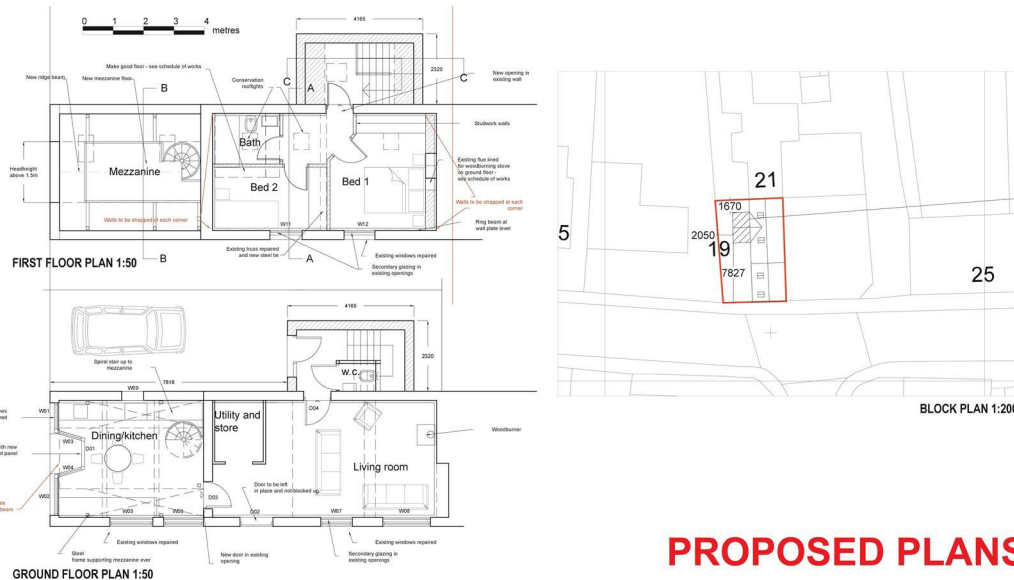 0 1 2 3 4
metres
4165
Make good floor - see schedule of works
New ridge beam
New mezzanine floor
B
Conservation
rooflights
C
A
2320
C
New opening in
existing wall
Studwork walls
Headheight
above 1.5m
Mezzanine
Bath
Bed 2
Bed 1
Existing flue lined
for woodburning stove
on ground floor -
see schedule of works
Walls to be strapped at each
corner
Walls to be strapped at each
corner
W11
W12
Ring beam at
wall plate level
B
Existing truss repaired
and new steel be
A
Existing windows repaired
Secondary glazing in
existing openings
FIRST FLOOR PLAN 1:50
4165
2320
Spiral stair up to
mezzanine
7818
W09
W.C.
D04
W01
W03
D01
W04
W02
Dining/kitchen
Utility and
store
Woodburner
Living room
Door to be left
in place and not blocked up
D03
D02
W05
W06
W07
W08
Existing windows repaired
Steel
frame supporting mezzanine over
New door in existing
opening
Secondary glazing in
existing openings
Existing windows repaired
GROUND FLOOR PLAN 1:50
21
1670
2050
19
7827
5
25
BLOCK PLAN 1:200
PROPOSED PLANS